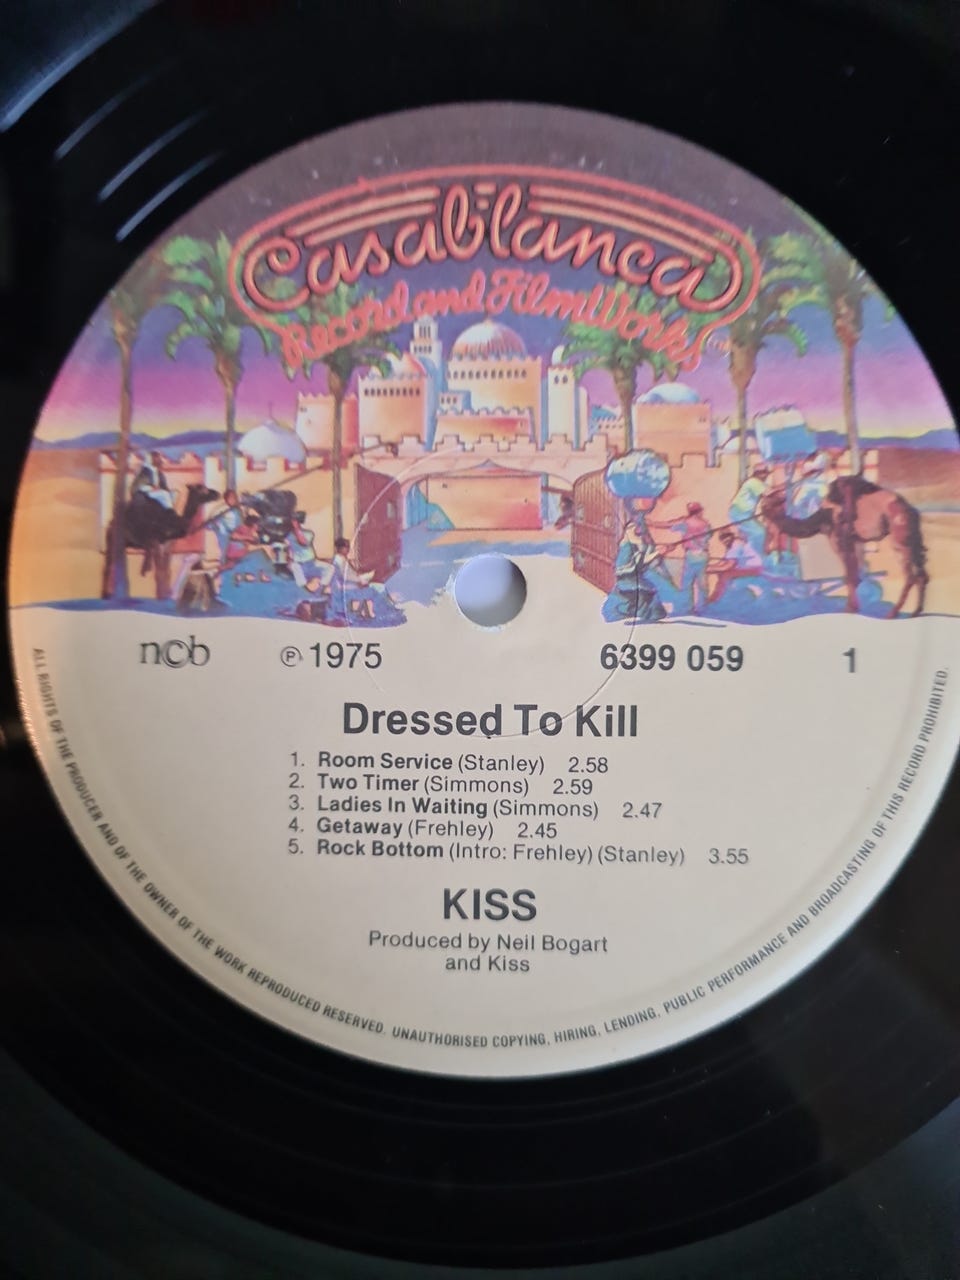 Casablanca
Record and FilmWorks
ncb
Ⓟ 1975
6399 059
1
Dressed To Kill
1. Room Service (Stanley) 2.58
2. Two Timer (Simmons) 2.59
3. Ladies In Waiting (Simmons) 2.47
4. Getaway (Frehley) 2.45
5. Rock Bottom (Intro: Frehley) (Stanley) 3.55
KISS
Produced by Neil Bogart
and Kiss
ALL RIGHTS OF THE PRODUCER AND OF THE OWNER OF THE WORK REPRODUCED RESERVED. UNAUTHORISED COPYING, HIRING, LENDING, PUBLIC PERFORMANCE AND BROADCASTING OF THIS RECORD PROHIBITED.